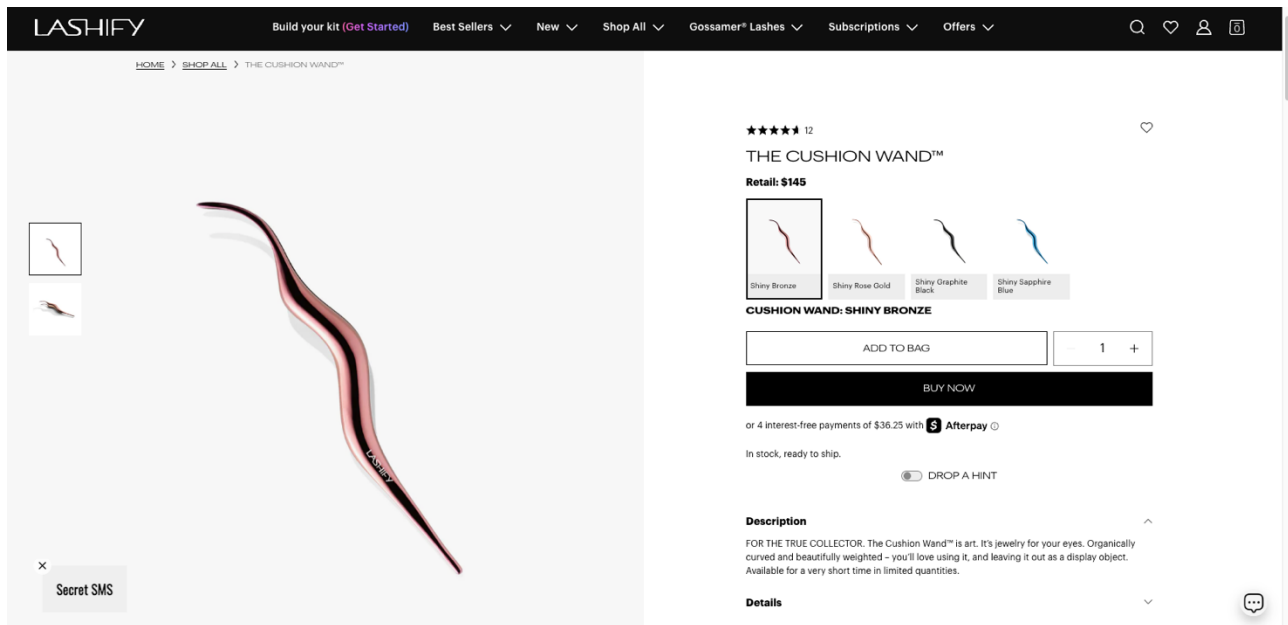 LASHIFY
Build your kit (Get Started)
Best Sellers
New
Shop All
Gossamer® Lashes
Subscriptions
Offers
0
HOME > SHOP ALL > THE CUSHION WAND™
12
THE CUSHION WAND™
Retail: $145
Shiny Bronze
Shiny Rose Gold
Shiny Graphite
Black
Shiny Sapphire
Blue
CUSHION WAND: SHINY BRONZE
ADD TO BAG
− 1 +
BUY NOW
or 4 interest-free payments of $36.25 with Afterpay
In stock, ready to ship.
DROP A HINT
Description
FOR THE TRUE COLLECTOR. The Cushion Wand™ is art. It's jewelry for your eyes. Organically
curved and beautifully weighted – you'll love using it, and leaving it out as a display object.
Available for a very short time in limited quantities.
Details
LASHIFY
Secret SMS